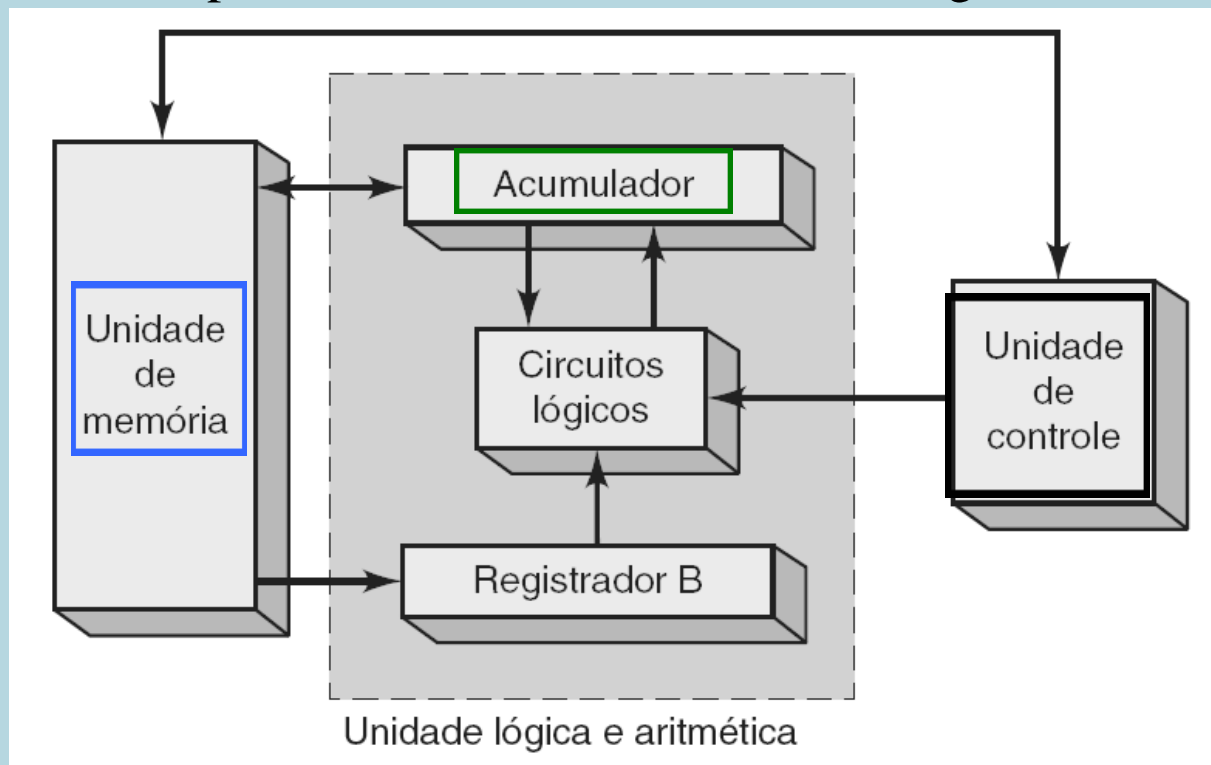 Acumulador
Unidade
de
memória
Circuitos
lógicos
Unidade
de
controle
Registrador B
Unidade lógica e aritmética